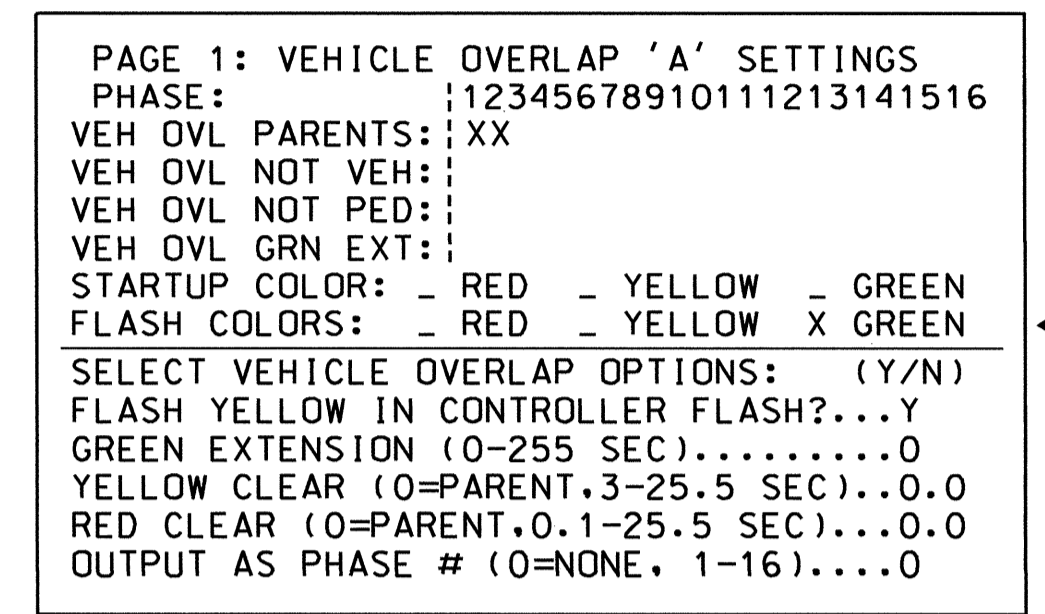 PAGE 1: VEHICLE OVERLAP 'A' SETTINGS
PHASE: ¦12345678910111213141516
VEH OVL PARENTS:¦XX
VEH OVL NOT VEH:¦
VEH OVL NOT PED:¦
VEH OVL GRN EXT:¦
STARTUP COLOR: _ RED _ YELLOW _ GREEN
FLASH COLORS: _ RED _ YELLOW X GREEN
SELECT VEHICLE OVERLAP OPTIONS: (Y/N)
FLASH YELLOW IN CONTROLLER FLASH?...Y
GREEN EXTENSION (0-255 SEC).........0
YELLOW CLEAR (0=PARENT,3-25.5 SEC)..0.0
RED CLEAR (0=PARENT,0.1-25.5 SEC)...0.0
OUTPUT AS PHASE # (0=NONE, 1-16)....0